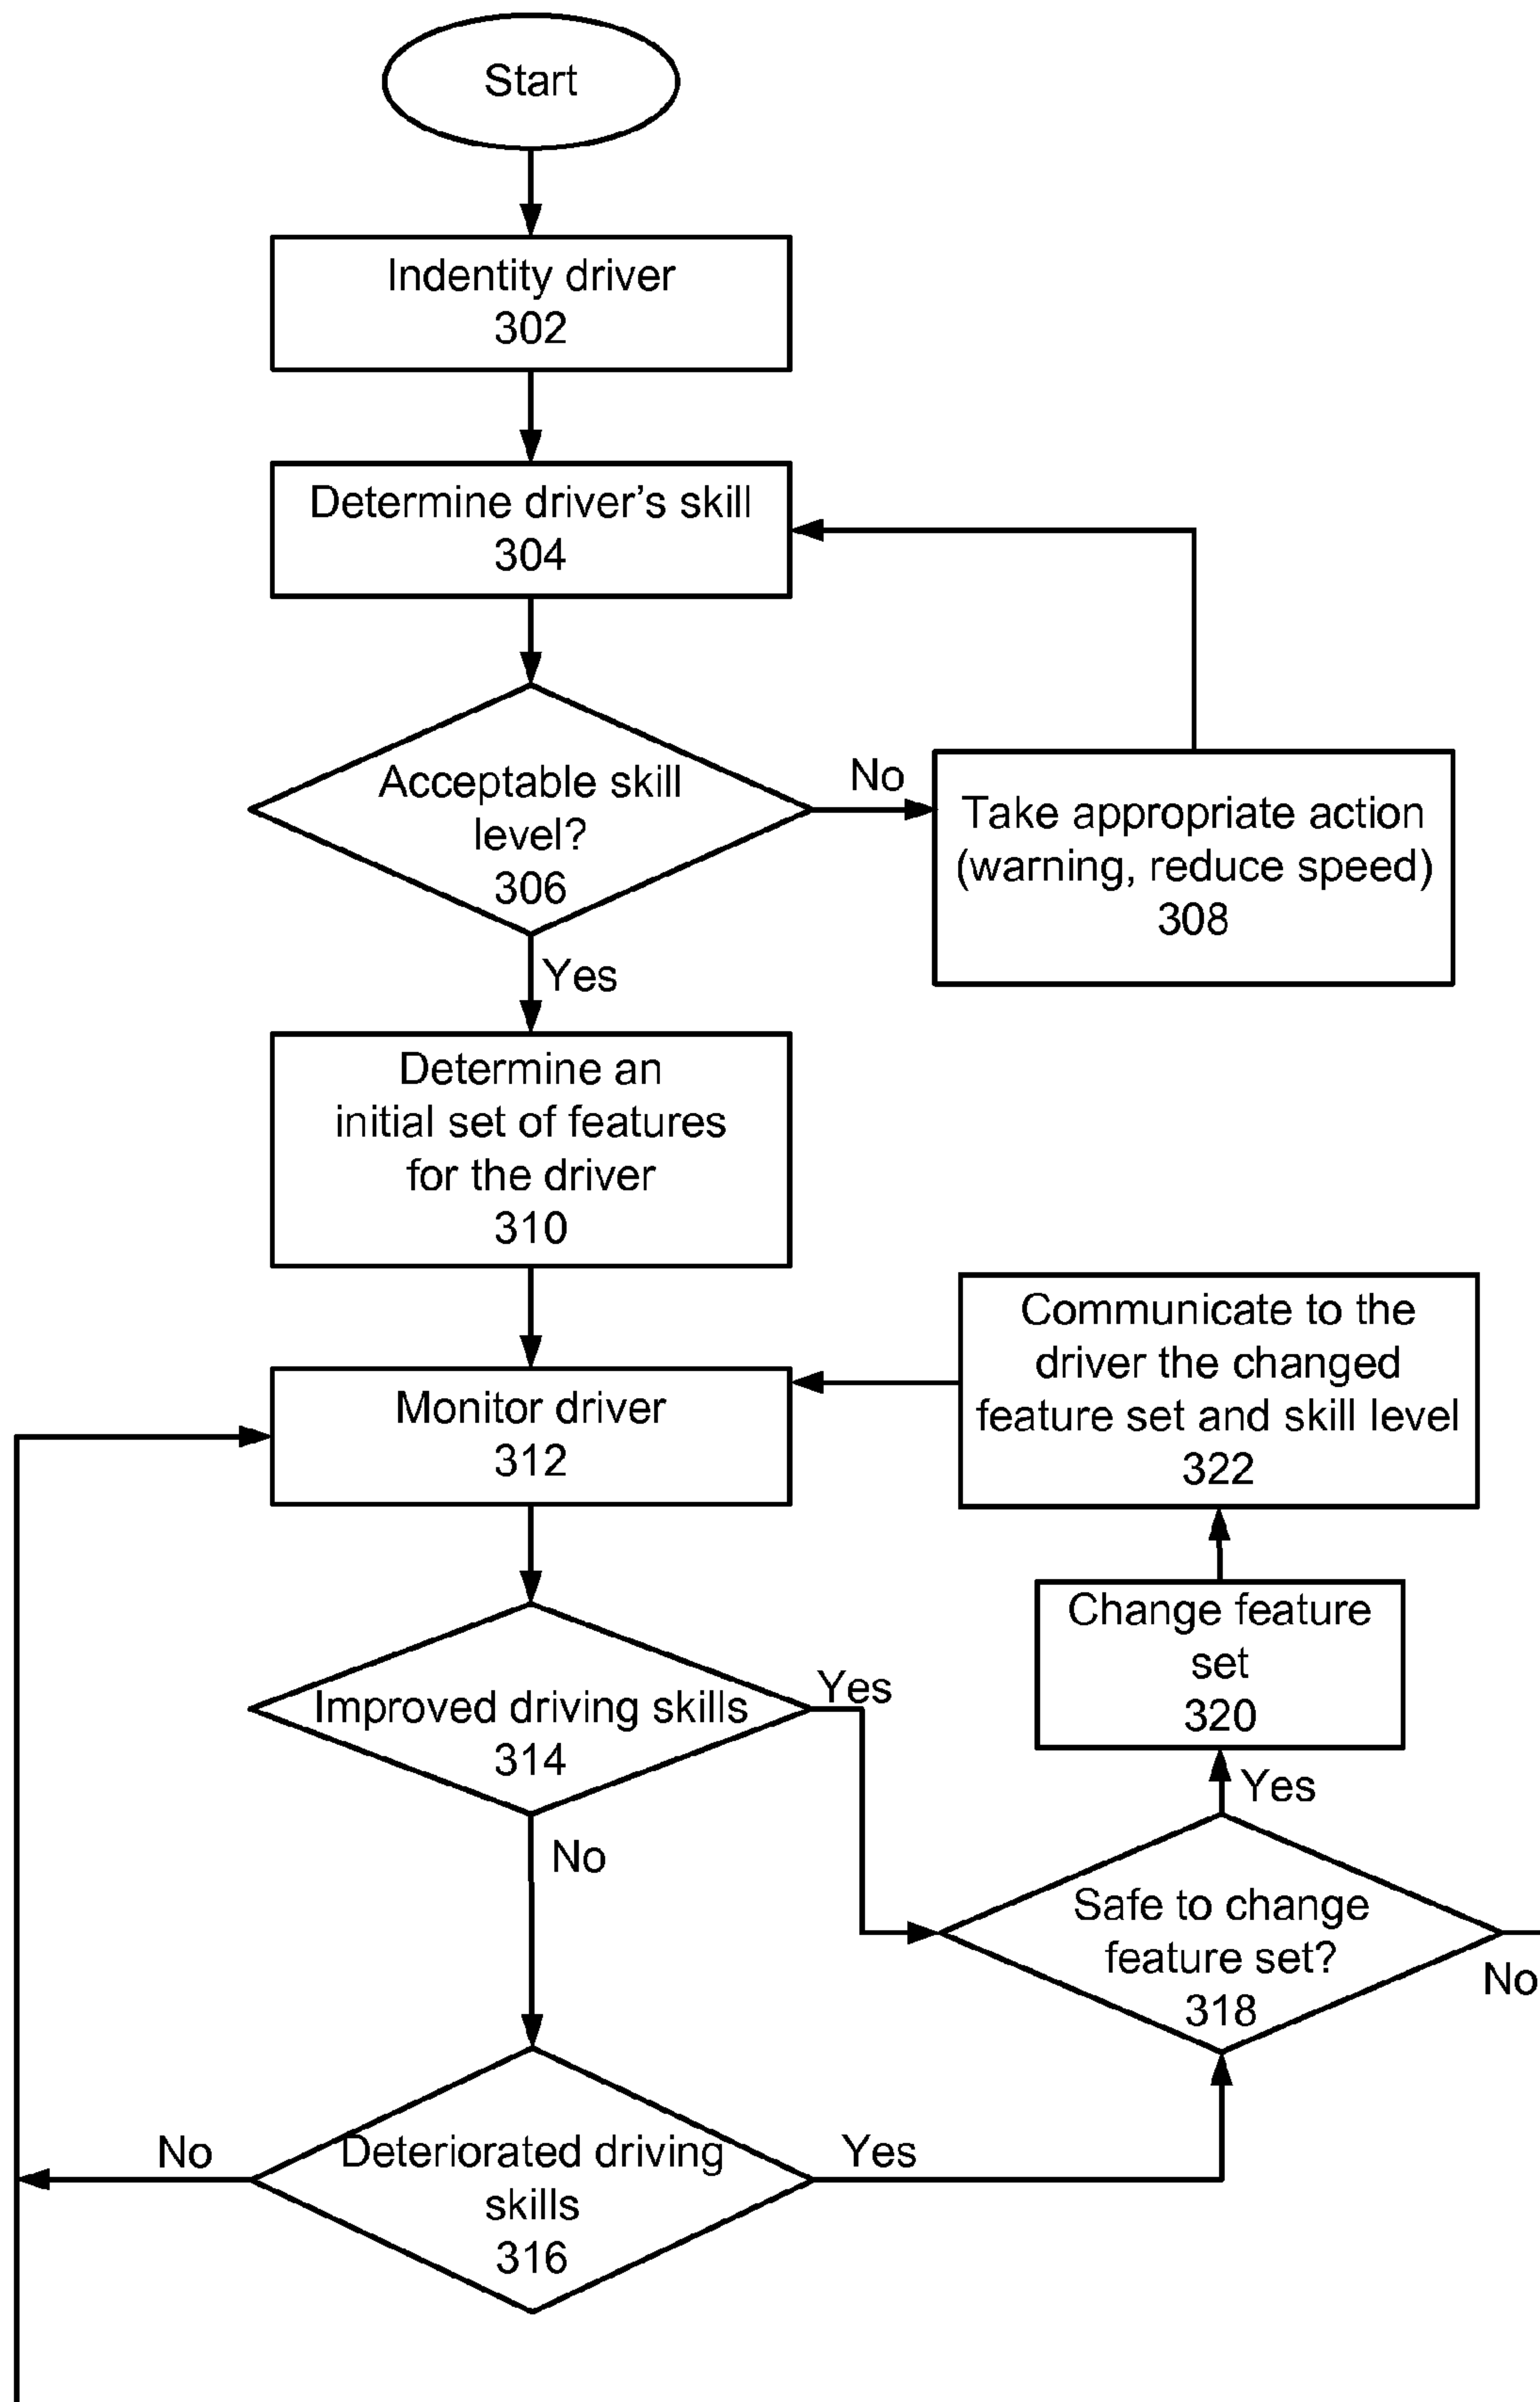 Start
Indentity driver
302
Determine driver's skill
304
Acceptable skill
level?
306
No
Take appropriate action
(warning, reduce speed)
308
Yes
Determine an
initial set of features
for the driver
310
Communicate to the
driver the changed
feature set and skill level
322
Monitor driver
312
Change feature
set
320
Improved driving skills
314
Yes
Yes
No
Safe to change
feature set?
318
No
Deteriorated driving
skills
316
No
Yes